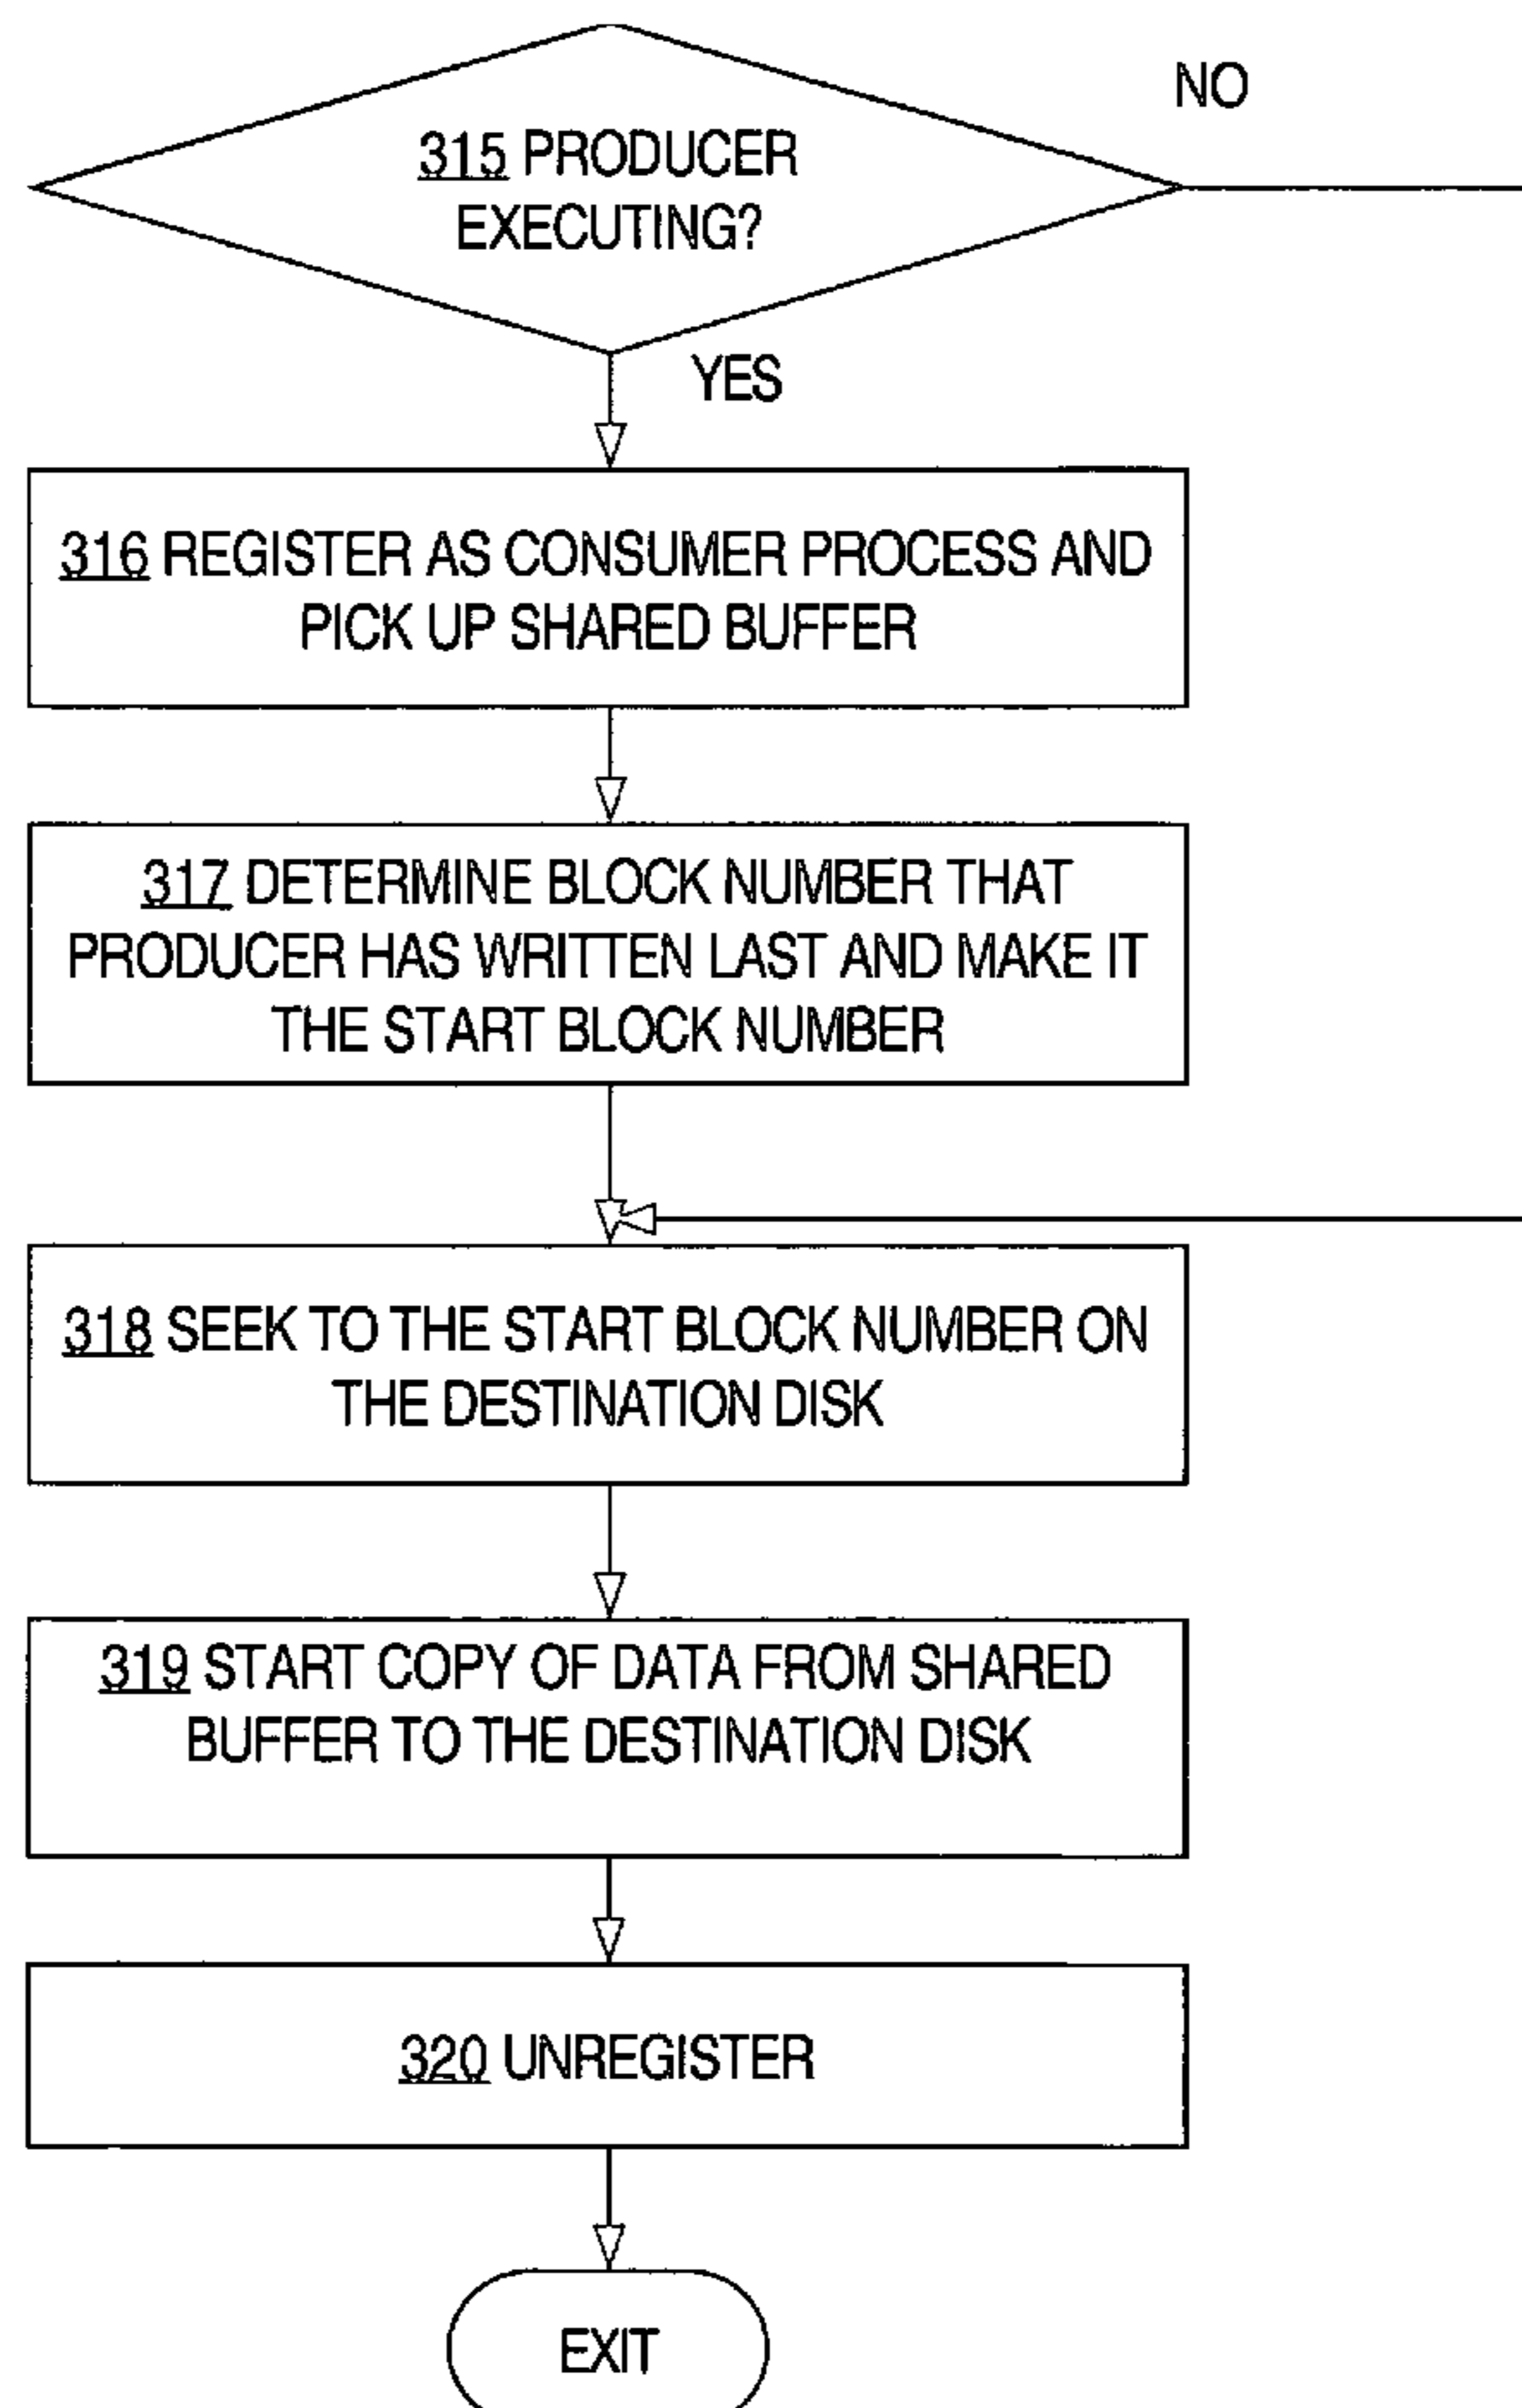 NO
315 PRODUCER
EXECUTING?
YES
316 REGISTER AS CONSUMER PROCESS AND
PICK UP SHARED BUFFER
317 DETERMINE BLOCK NUMBER THAT
PRODUCER HAS WRITTEN LAST AND MAKE IT
THE START BLOCK NUMBER
318 SEEK TO THE START BLOCK NUMBER ON
THE DESTINATION DISK
319 START COPY OF DATA FROM SHARED
BUFFER TO THE DESTINATION DISK
320 UNREGISTER
EXIT